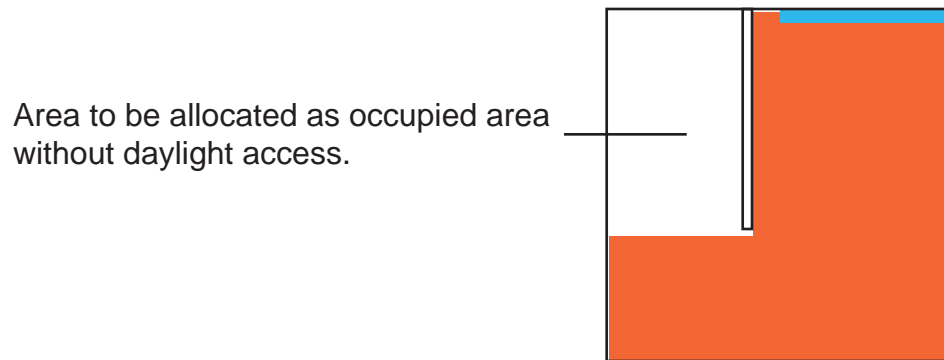 Area to be allocated as occupied area
without daylight access.